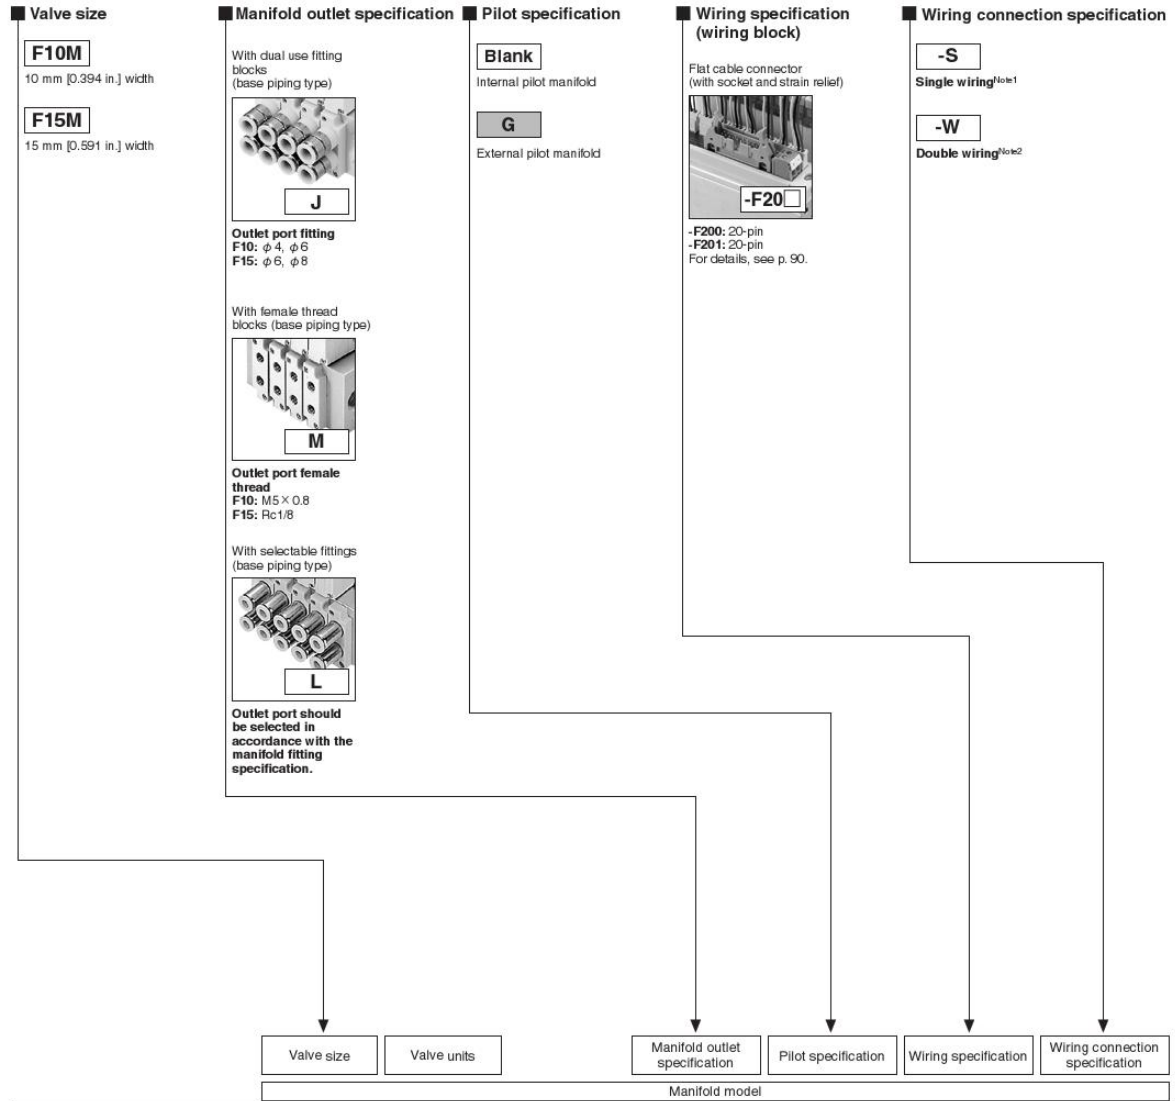 ■ Valve size
F10M
10 mm [0.394 in.] width
F15M
15 mm [0.591 in.] width
■ Manifold outlet specification
With dual use fitting
blocks
(base piping type)
J
Outlet port fitting
F10: φ4, φ6
F15: φ6, φ8
With female thread
blocks (base piping type)
M
Outlet port female
thread
F10: M5×0.8
F15: Rc1/8
With selectable fittings
(base piping type)
L
Outlet port should
be selected in
accordance with the
manifold fitting
specification.
■ Pilot specification
Blank
Internal pilot manifold
G
External pilot manifold
■ Wiring specification
(wiring block)
Flat cable connector
(with socket and strain relief)
-F20□
-F200: 20-pin
-F201: 20-pin
For details, see p. 90.
■ Wiring connection specification
-S
Single wiringNote1
-W
Double wiringNote2
Valve size
Valve units
Manifold outlet
specification
Pilot specification
Wiring specification
Wiring connection
specification
Manifold model